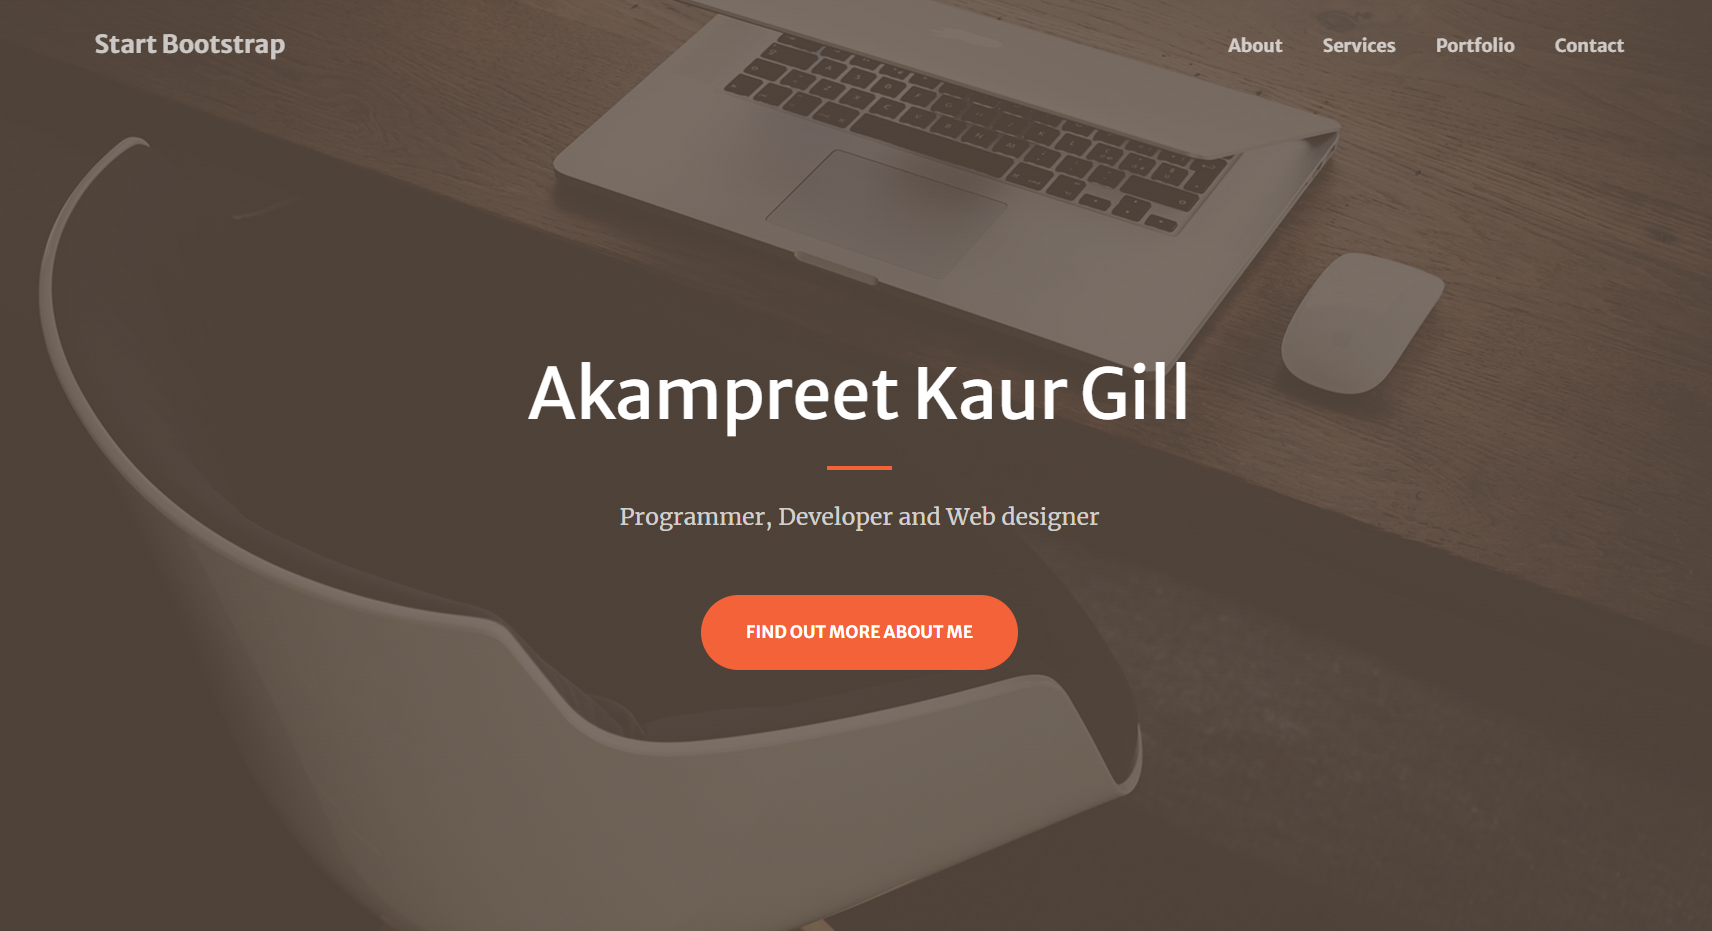 Start Bootstrap
About Services Portfolio Contact
Akampreet Kaur Gill
Programmer, Developer and Web designer
FIND OUT MORE ABOUT ME